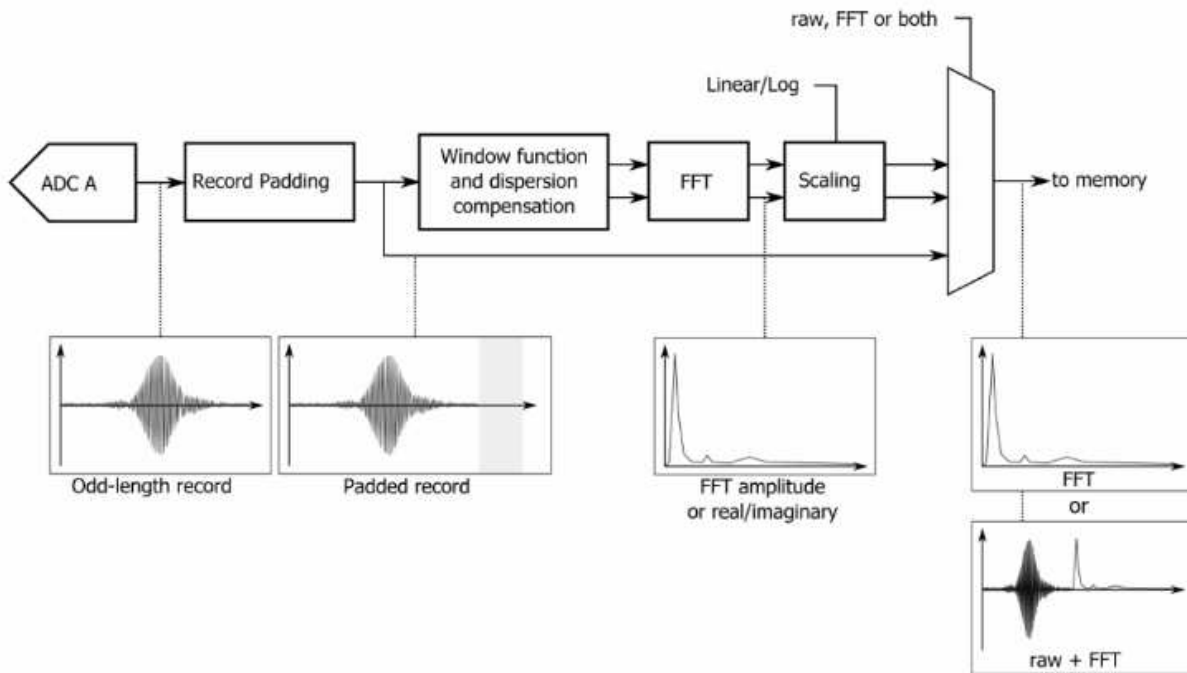 raw, FFT or both
Linear/Log
ADC A
Record Padding
Window function
and dispersion
compensation
FFT
Scaling
to memory
Odd-length record
Padded record
FFT amplitude
or real/imaginary
FFT
or
raw + FFT